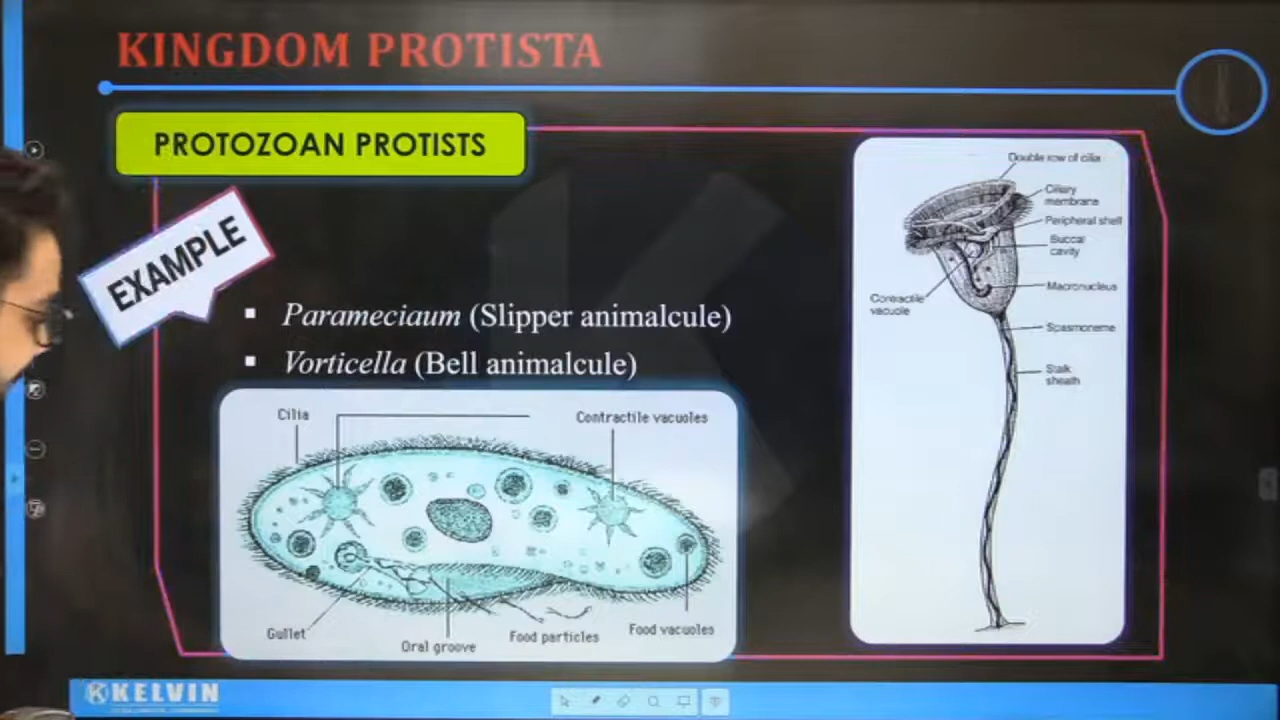 KINGDOM PROTISTA
PROTOZOAN PROTISTS
EXAMPLE
▪ Parameciaum (Slipper animalcule)
▪ Vorticella (Bell animalcule)
Cilia
Contractile vacuoles
Gullet
Oral groove
Food particles
Food vacuoles
Double row of cilia
Ciliary
membrane
Peripheral shelf
Buccal
cavity
Macronucleus
Contractile
vacuole
Spasmoneme
Stalk
sheath
KELVIN